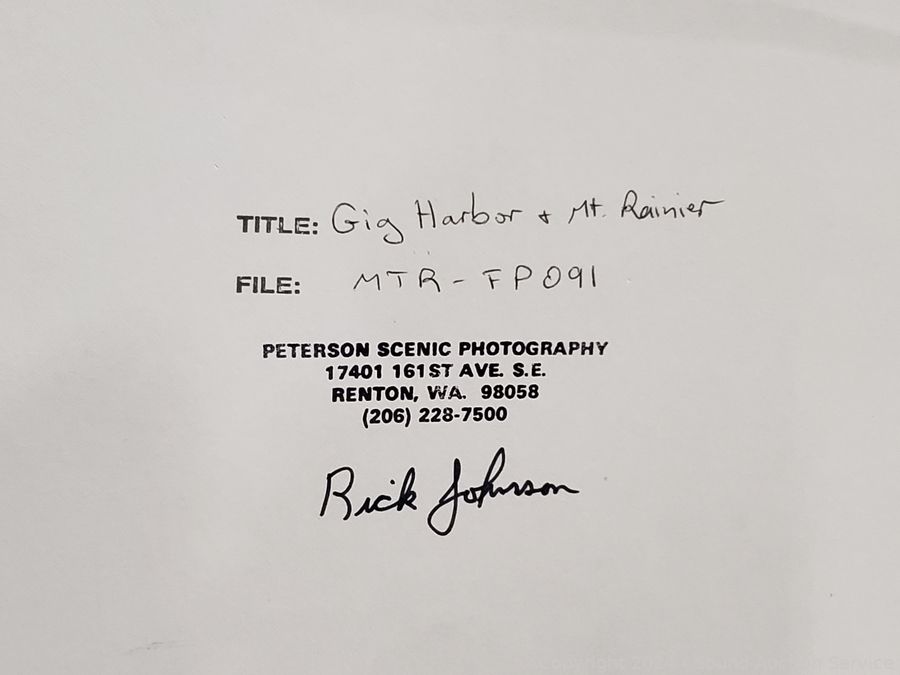 TITLE: Gig Harbor + Mt. Rainier
FILE: MTR-FP091
PETERSON SCENIC PHOTOGRAPHY
17401 161ST AVE. S.E.
RENTON, WA. 98058
(206) 228-7500
Rick Johnson